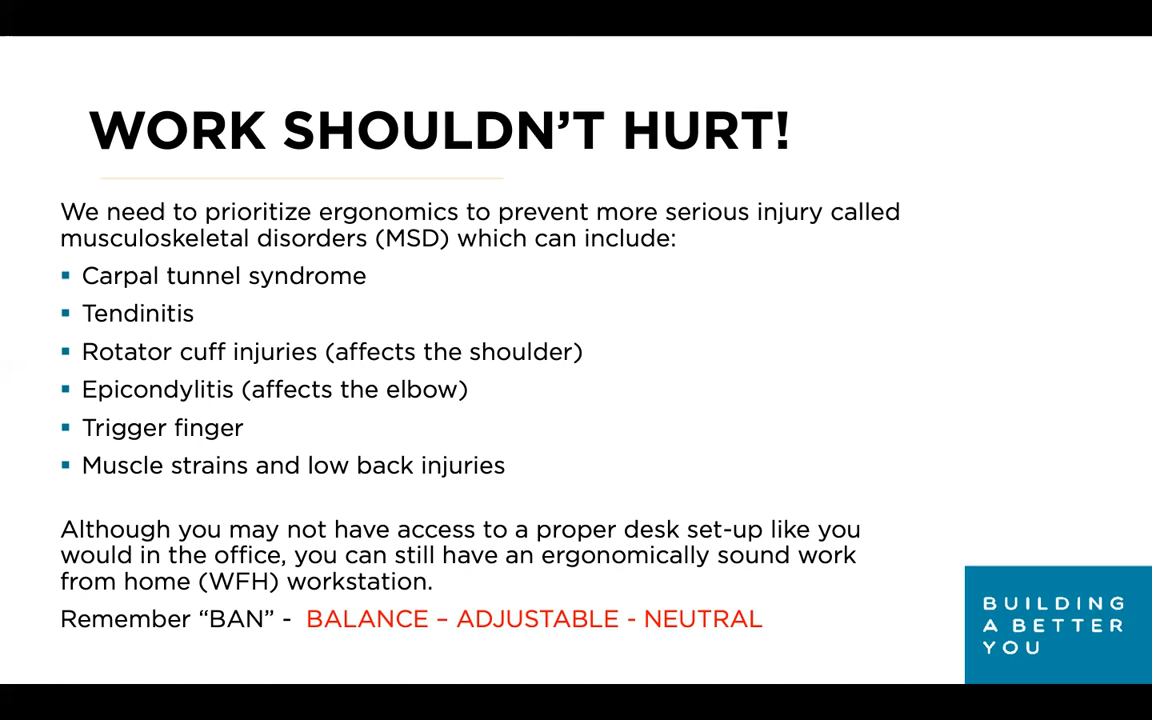 WORK SHOULDN’T HURT!
We need to prioritize ergonomics to prevent more serious injury called
musculoskeletal disorders (MSD) which can include:
▪ Carpal tunnel syndrome
▪ Tendinitis
▪ Rotator cuff injuries (affects the shoulder)
▪ Epicondylitis (affects the elbow)
▪ Trigger finger
▪ Muscle strains and low back injuries
Although you may not have access to a proper desk set-up like you
would in the office, you can still have an ergonomically sound work
from home (WFH) workstation.
Remember “BAN” - BALANCE – ADJUSTABLE - NEUTRAL
BUILDING
A BETTER
YOU